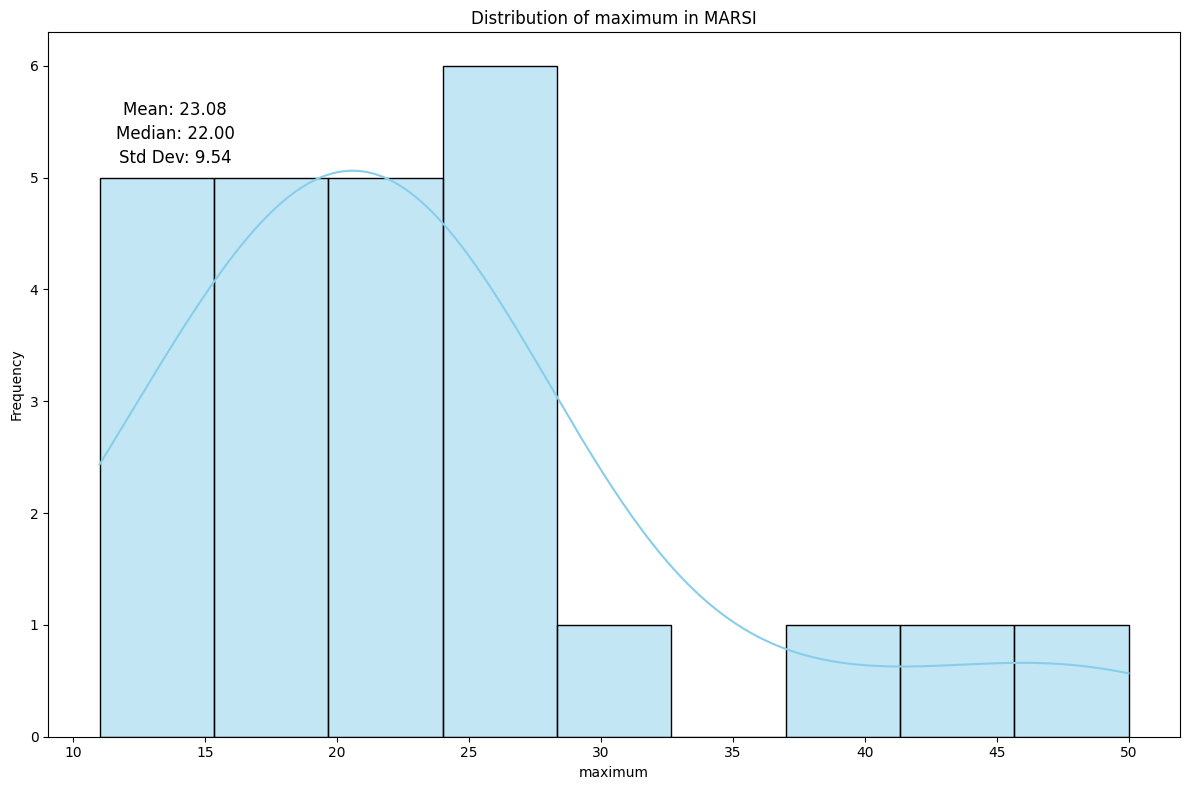 Distribution of maximum in MARSI
Mean: 23.08
Median: 22.00
Std Dev: 9.54
Frequency
6
5
4
3
2
1
0
10 15 20 25 30 35 40 45 50
maximum